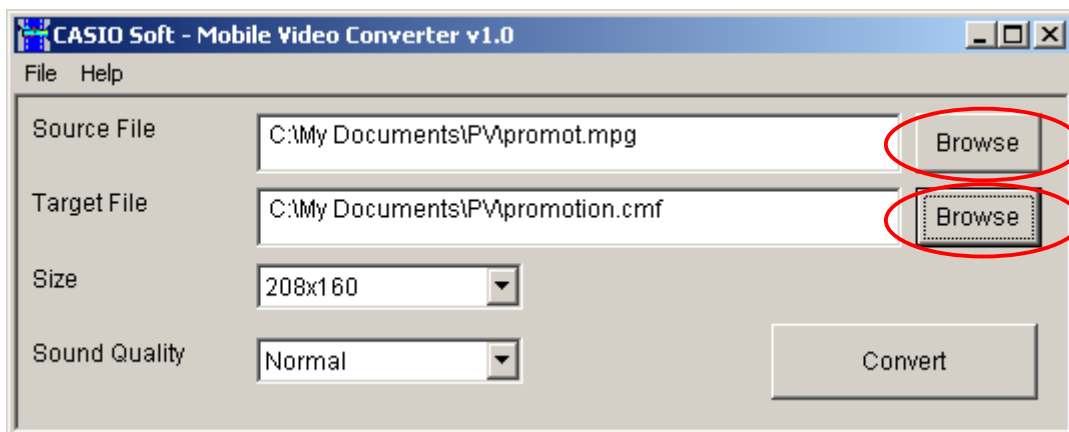 CASIO Soft - Mobile Video Converter v1.0
File Help
Source File C:\My Documents\PV\promot.mpg Browse
Target File C:\My Documents\PV\promotion.cmf Browse
Size 208x160
Sound Quality Normal Convert